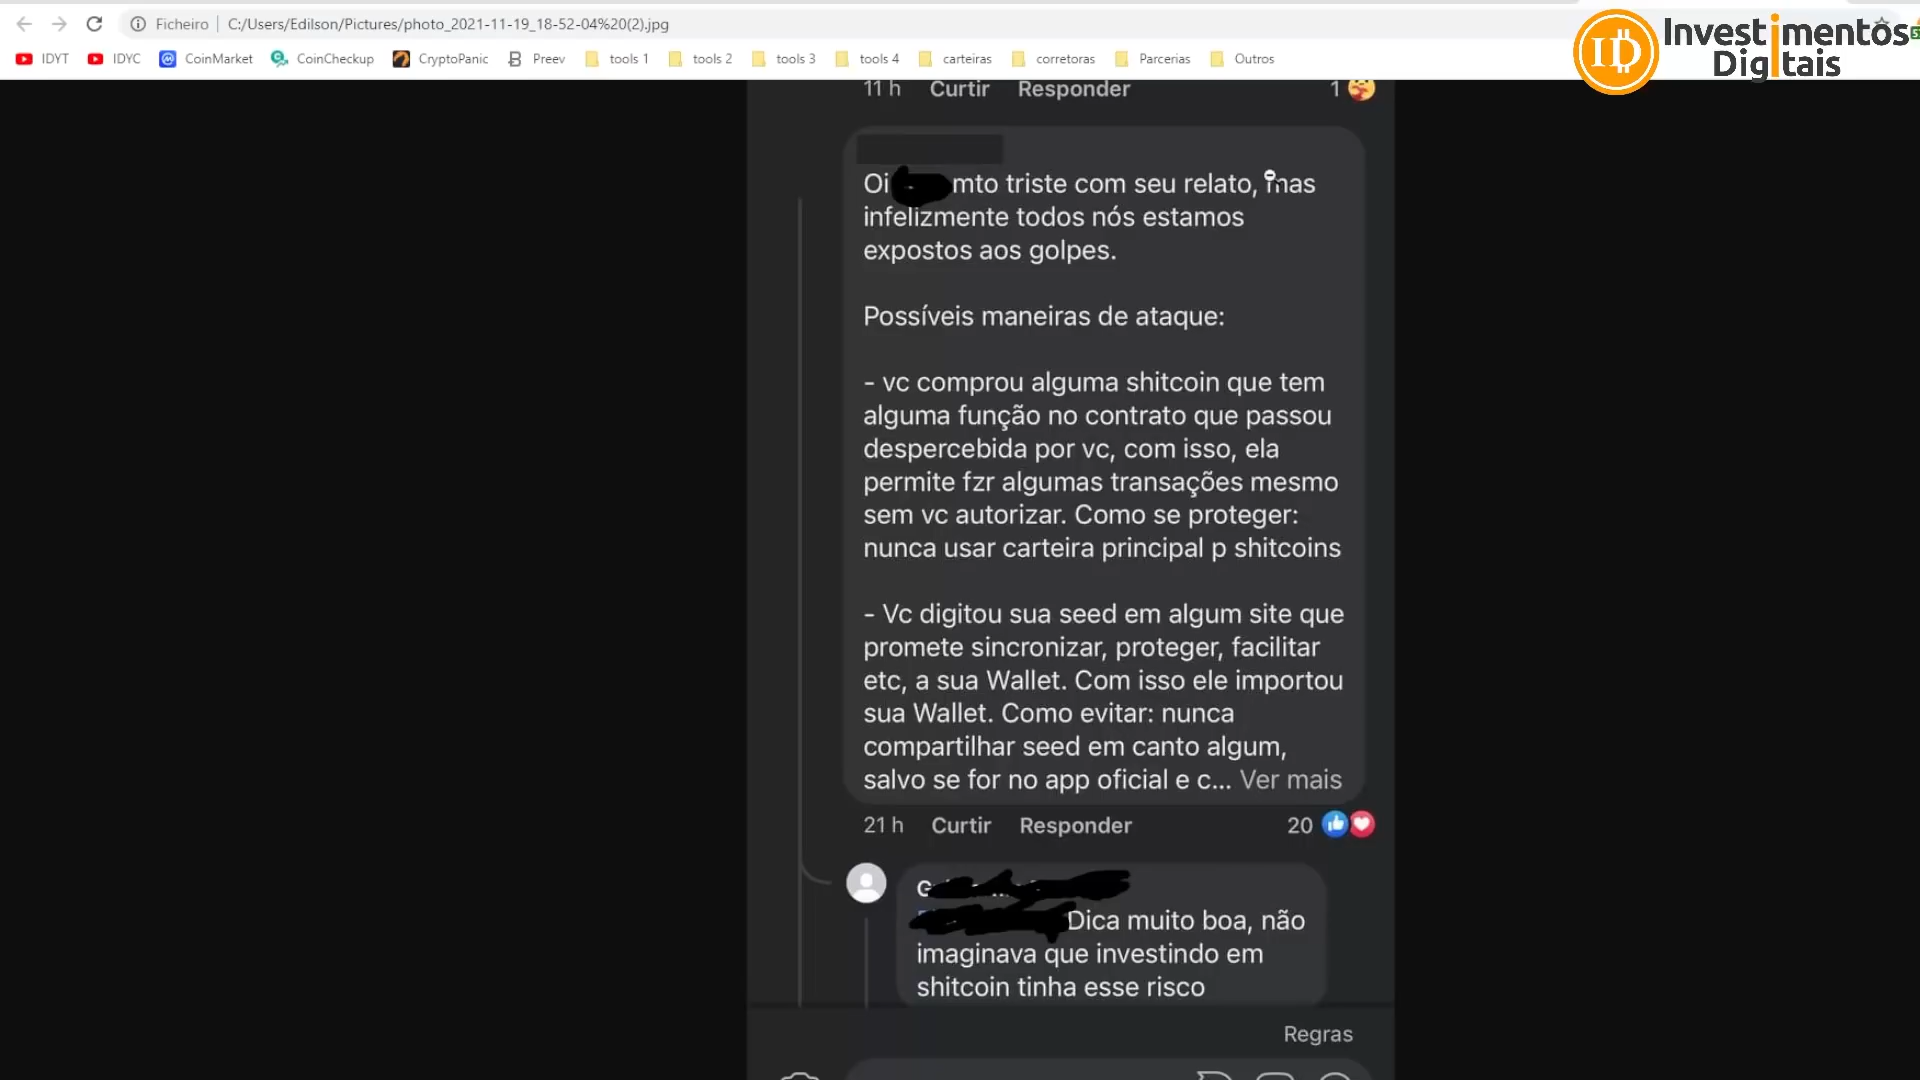 Ficheiro C:/Users/Edilson/Pictures/photo_2021-11-19_18-52-04%20(2).jpg
IDYT IDYC CoinMarket CoinCheckup CryptoPanic Preev tools 1 tools 2 tools 3 tools 4 carteiras corretoras Parcerias Outros
ID
Investimentos
Digitais
11 h Curtir Responder 1
Oi mto triste com seu relato, mas
infelizmente todos nós estamos
expostos aos golpes.
Possíveis maneiras de ataque:
- vc comprou alguma shitcoin que tem
alguma função no contrato que passou
despercebida por vc, com isso, ela
permite fzr algumas transações mesmo
sem vc autorizar. Como se proteger:
nunca usar carteira principal p shitcoins
- Vc digitou sua seed em algum site que
promete sincronizar, proteger, facilitar
etc, a sua Wallet. Com isso ele importou
sua Wallet. Como evitar: nunca
compartilhar seed em canto algum,
salvo se for no app oficial e c... Ver mais
21 h Curtir Responder 20
Dica muito boa, não
imaginava que investindo em
shitcoin tinha esse risco
Regras